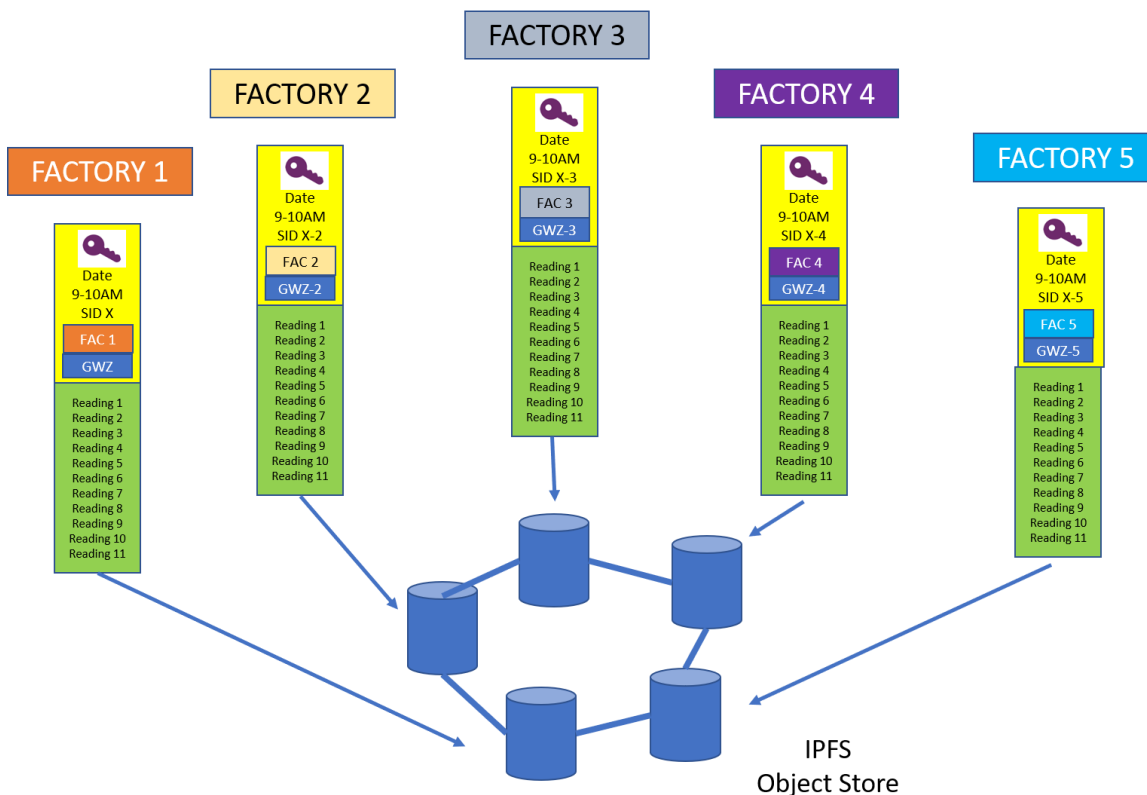 FACTORY 1
Date
9-10AM
SID X
FAC 1
GWZ
Reading 1
Reading 2
Reading 3
Reading 4
Reading 5
Reading 6
Reading 7
Reading 8
Reading 9
Reading 10
Reading 11
FACTORY 2
Date
9-10AM
SID X-2
FAC 2
GWZ-2
Reading 1
Reading 2
Reading 3
Reading 4
Reading 5
Reading 6
Reading 7
Reading 8
Reading 9
Reading 10
Reading 11
FACTORY 3
Date
9-10AM
SID X-3
FAC 3
GWZ-3
Reading 1
Reading 2
Reading 3
Reading 4
Reading 5
Reading 6
Reading 7
Reading 8
Reading 9
Reading 10
Reading 11
FACTORY 4
Date
9-10AM
SID X-4
FAC 4
GWZ-4
Reading 1
Reading 2
Reading 3
Reading 4
Reading 5
Reading 6
Reading 7
Reading 8
Reading 9
Reading 10
Reading 11
FACTORY 5
Date
9-10AM
SID X-5
FAC 5
GWZ-5
Reading 1
Reading 2
Reading 3
Reading 4
Reading 5
Reading 6
Reading 7
Reading 8
Reading 9
Reading 10
Reading 11
IPFS
Object Store